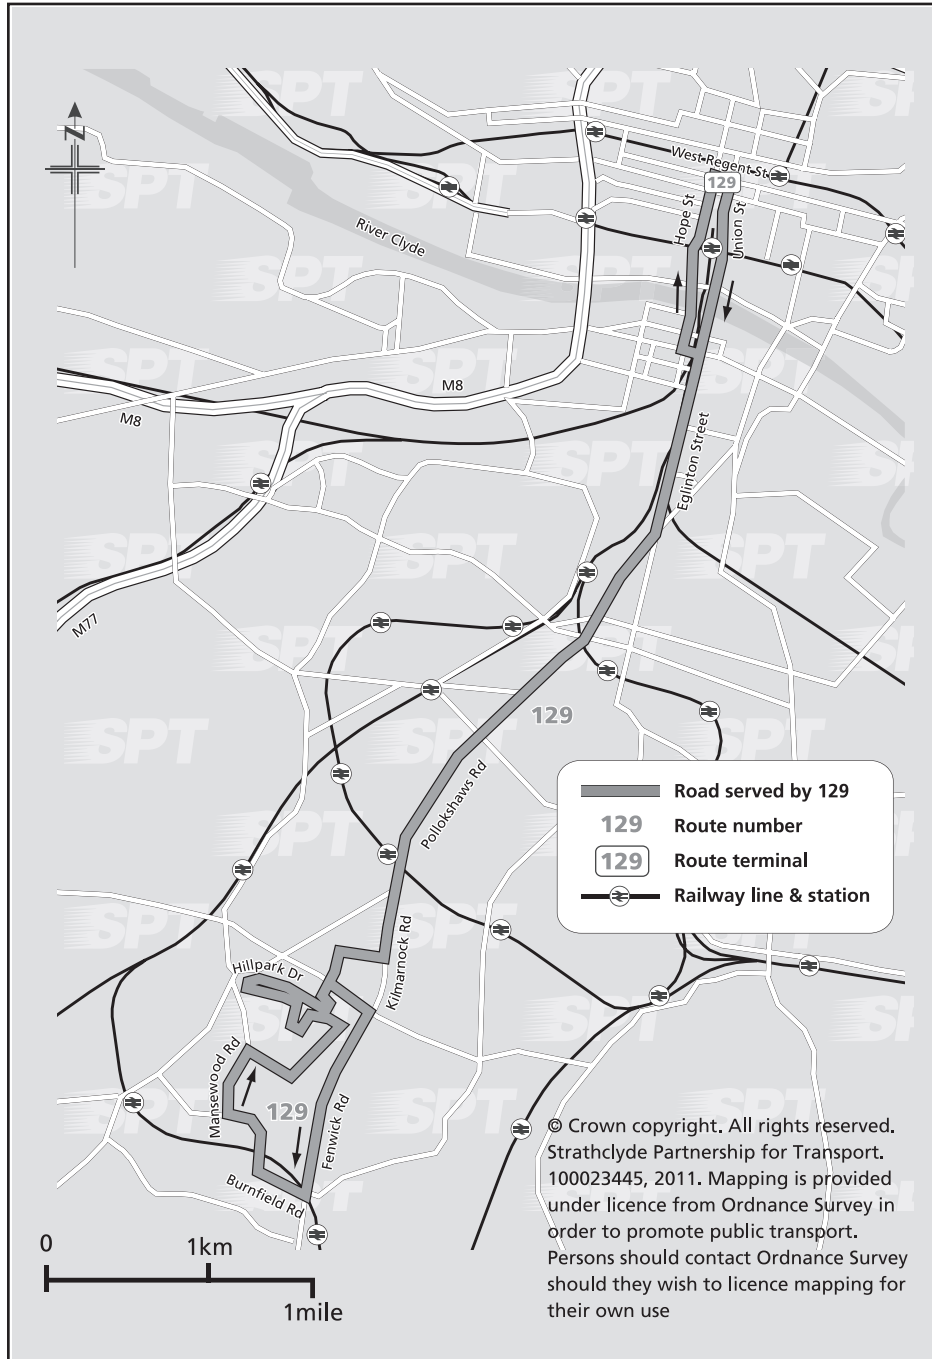 N
West Regent St
129
Hope St
Union St
River Clyde
M8
M8
Eglinton Street
M77
129
Pollokshaws Rd
Road served by 129
129 Route number
129 Route terminal
Railway line & station
Kilmarnock Rd
Hillpark Dr
Mansewood Rd
129
Fenwick Rd
Burnfield Rd
© Crown copyright. All rights reserved.
Strathclyde Partnership for Transport.
100023445, 2011. Mapping is provided
under licence from Ordnance Survey in
order to promote public transport.
Persons should contact Ordnance Survey
should they wish to licence mapping for
their own use
0
1km
1mile
SPT